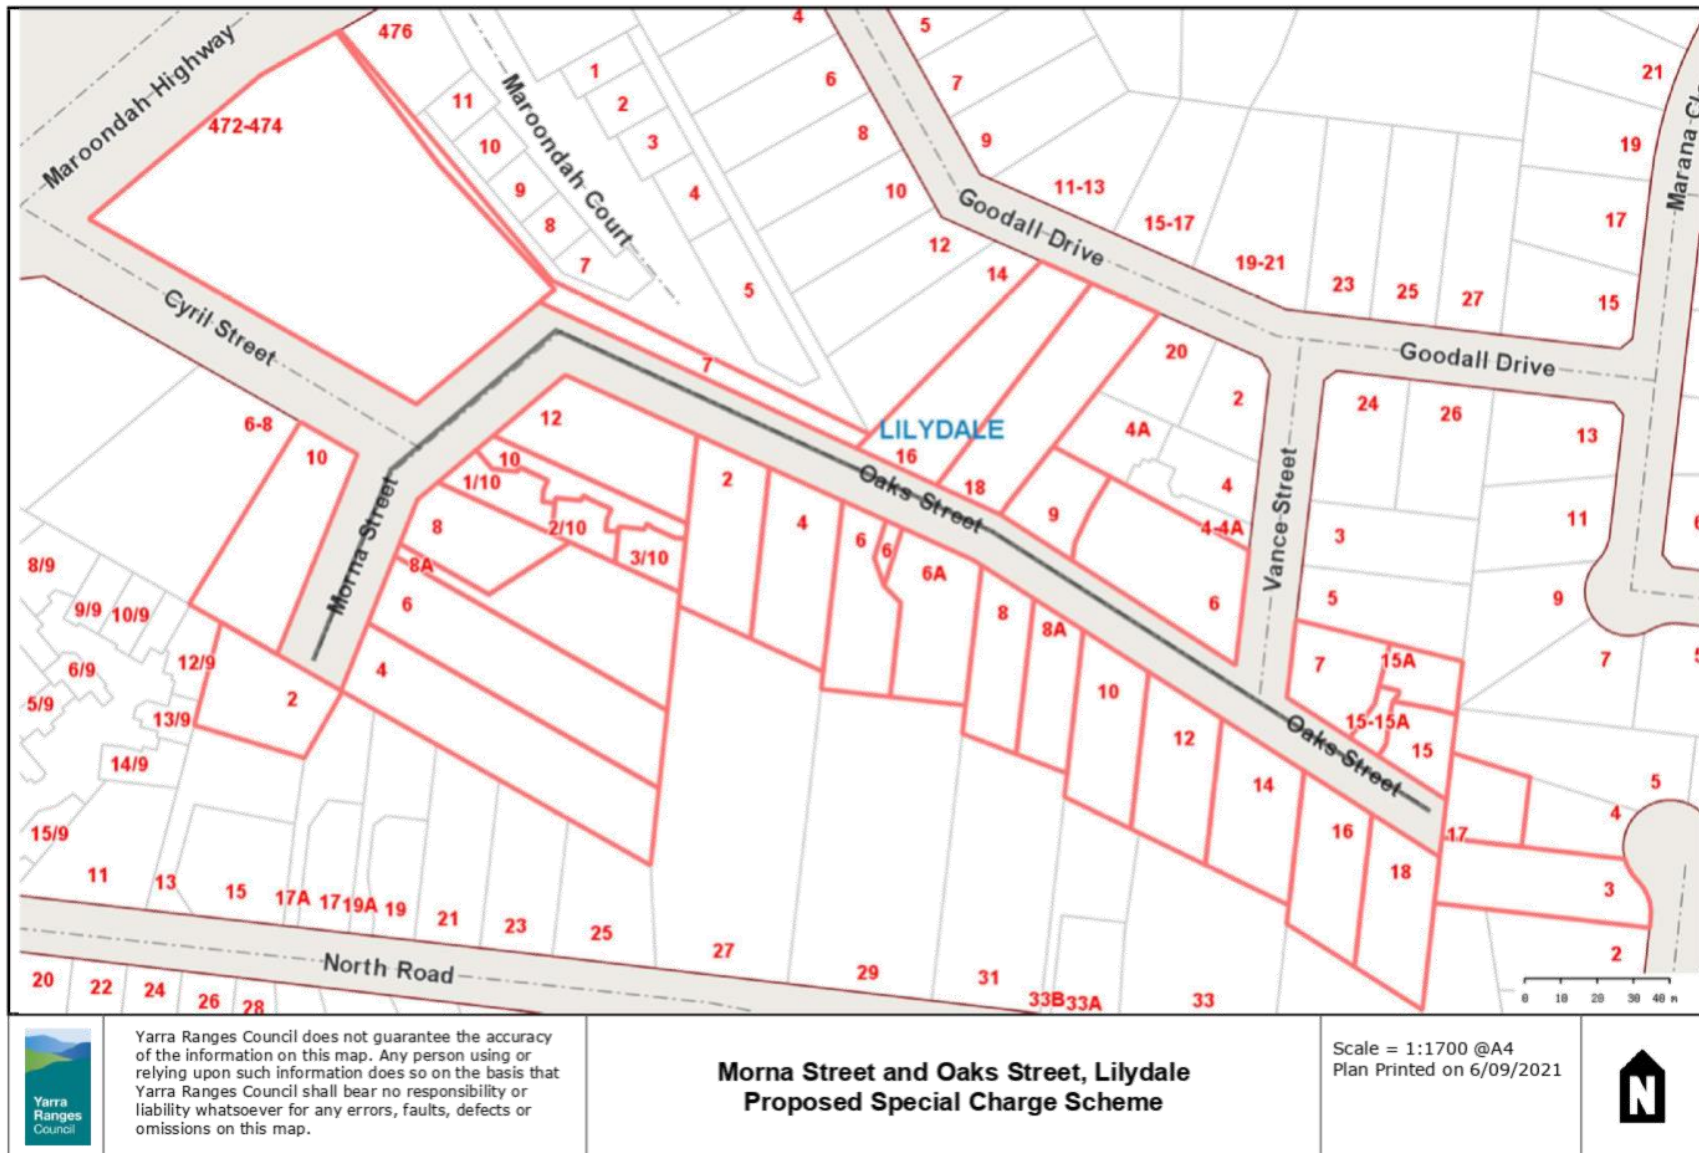 476
4
5
21
Maroondah Highway
472-474
11
1
2
3
6
7
8
9
19
Marana
10
9
8
7
Maroondah Court
4
5
10
12
14
11-13
15-17
17
Goodall Drive
19-21
23
25
27
15
Cyril Street
7
20
2
Goodall Drive
24
26
13
6-8
10
12
10
1/10
2/10
3/10
8
8A
6
4
2
Morna Street
LILYDALE
16
18
Oaks Street
2
4
6
6
6A
8
8A
10
12
14
16
18
9
4A
4
4-4A
6
Vance Street
3
5
7
15A
15-15A
15
Oaks Street
17
11
9
7
5
6
5
4
3
2
8/9
9/9
10/9
12/9
6/9
5/9
13/9
14/9
15/9
11
13
15
17A
17
19A
19
21
23
25
27
29
31
33B
33A
33
North Road
20
22
24
26
28
0 10 20 30 40 m
Yarra
Ranges
Council
Yarra Ranges Council does not guarantee the accuracy
of the information on this map. Any person using or
relying upon such information does so on the basis that
Yarra Ranges Council shall bear no responsibility or
liability whatsoever for any errors, faults, defects or
omissions on this map.
Morna Street and Oaks Street, Lilydale
Proposed Special Charge Scheme
Scale = 1:1700 @A4
Plan Printed on 6/09/2021
N